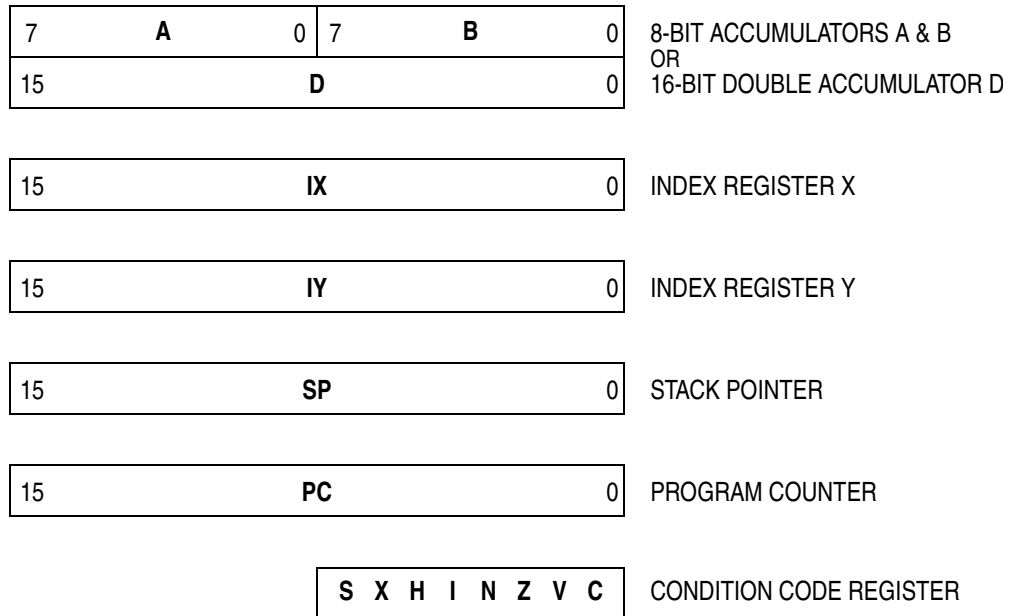 7 A 0 7 B 0 8-BIT ACCUMULATORS A & B
OR
15 D 0 16-BIT DOUBLE ACCUMULATOR D
15 IX 0 INDEX REGISTER X
15 IY 0 INDEX REGISTER Y
15 SP 0 STACK POINTER
15 PC 0 PROGRAM COUNTER
S X H I N Z V C CONDITION CODE REGISTER